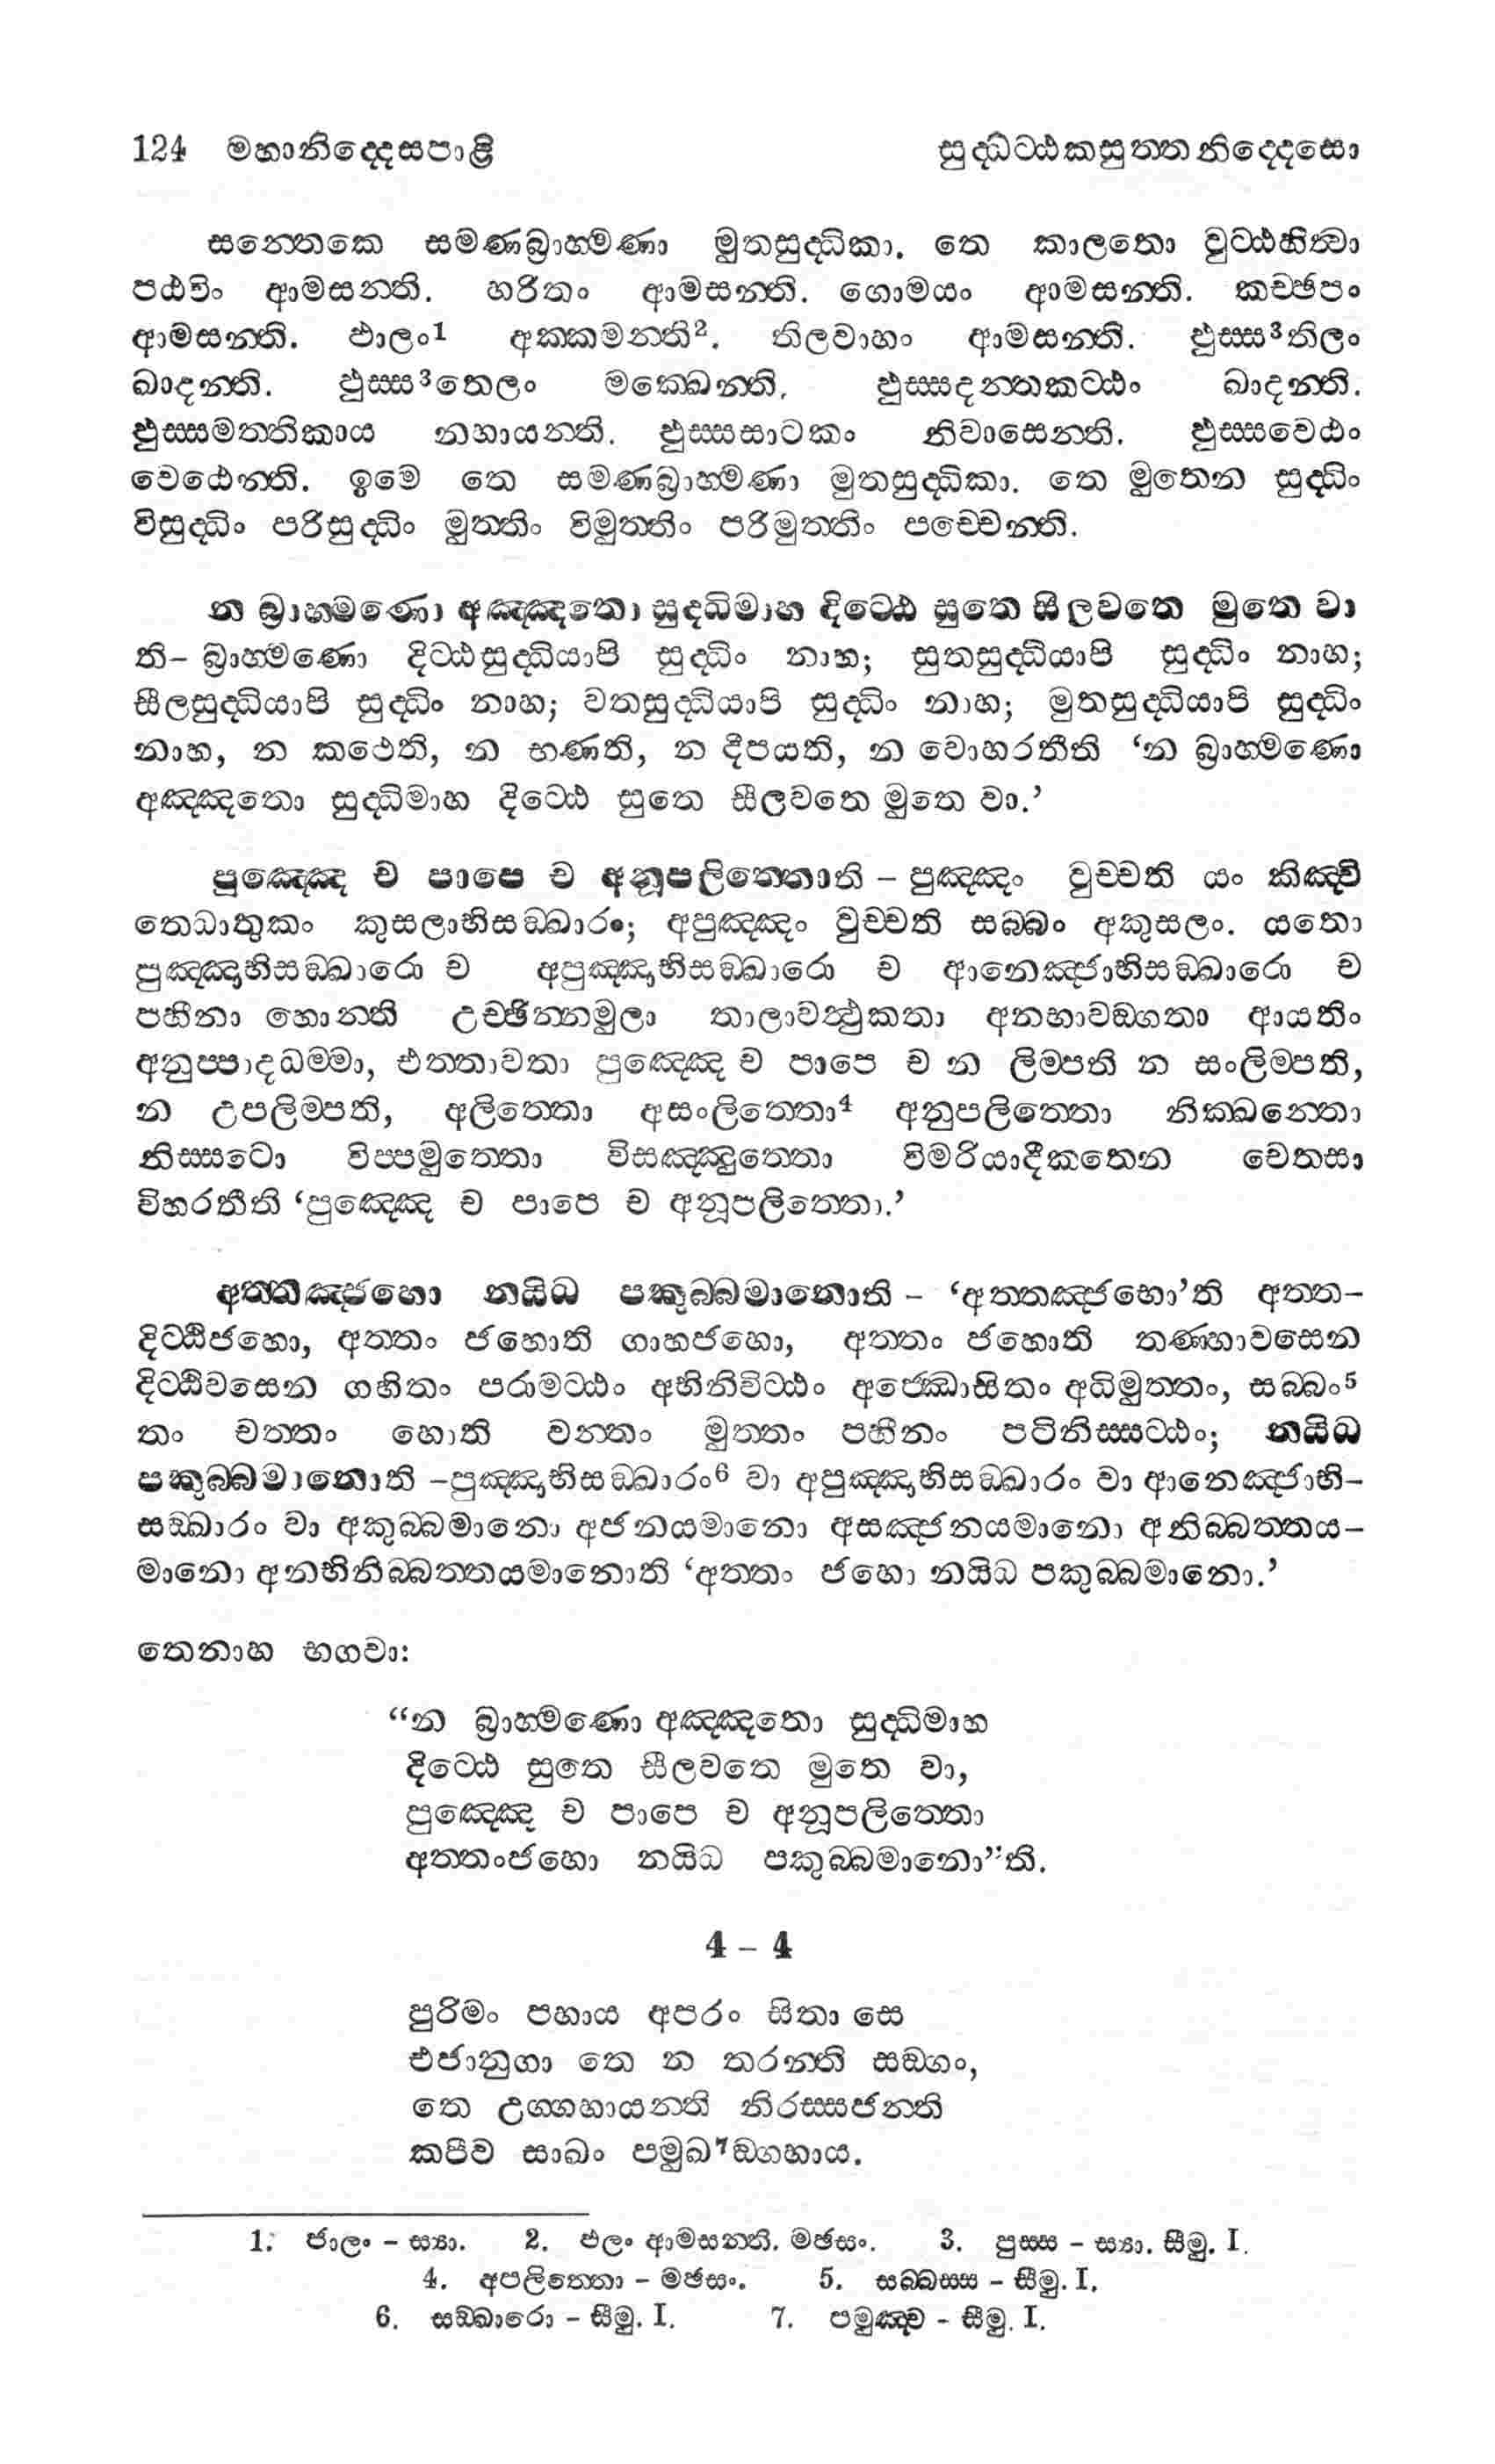 124 මහානිද්දෙසපාළි සුද්ධට්ඨකසුත්තනිද්දෙසො
සන්තෙකෙ සමණබ්‍රාහ්මණා මුතසුද්ධිකා. තෙ කාලතො වුට්ඨහිත්වා
පඨවිං ආමසන්ති. හරිතං ආමසන්ති. ගොමයං ආමසන්ති. කච්ඡපං
ආමසන්ති. ඵාලං¹ අක්කමන්ති². තිලවාහං ආමසන්ති. ඵුස්ස³තිලං
ඛාදන්ති. ඵුස්ස³තෙලං මක්ඛෙන්ති. ඵුස්සදන්තකට්ඨං ඛාදන්ති.
ඵුස්සමත්තිකාය නහායන්ති. ඵුස්සසාටකං නිවාසෙන්ති. ඵුස්සවෙඨං
වෙඨෙන්ති. ඉමෙ තෙ සමණබ්‍රාහ්මණා මුතසුද්ධිකා. තෙ මුතෙන සුද්ධිං
විසුද්ධිං පරිසුද්ධිං මුත්තිං විමුත්තිං පරිමුත්තිං පච්චෙන්ති.
න බ්‍රාහ්මණො අඤ්ඤතො සුද්ධිමාහ දිට්ඨෙ සුතෙ සීලවතෙ මුතෙ වා
ති– බ්‍රාහ්මණො දිට්ඨසුද්ධියාපි සුද්ධිං නාහ; සුතසුද්ධියාපි සුද්ධිං නාහ;
සීලසුද්ධියාපි සුද්ධිං නාහ; වතසුද්ධියාපි සුද්ධිං නාහ; මුතසුද්ධියාපි සුද්ධිං
නාහ, න කථෙති, න භණති, න දීපයති, න වොහරතීති ‘න බ්‍රාහ්මණො
අඤ්ඤතො සුද්ධිමාහ දිට්ඨෙ සුතෙ සීලවතෙ මුතෙ වා.’
පුඤ්ඤෙ ච පාපෙ ච අනූපලිත්තොති – පුඤ්ඤං වුච්චති යං කිඤ්චි
තෙධාතුකං කුසලාභිසඞ්ඛාරං; අපුඤ්ඤං වුච්චති සබ්බං අකුසලං. යතො
පුඤ්ඤාභිසඞ්ඛාරො ච අපුඤ්ඤාභිසඞ්ඛාරො ච ආනෙඤ්ජාභිසඞ්ඛාරො ච
පහීනා හොන්ති උච්ඡින්නමුලා තාලාවත්ථුකතා අනභාවඞ්ගතා ආයතිං
අනුප්පාදධම්මා, එත්තාවතා පුඤ්ඤෙ ච පාපෙ ච න ලිම්පති න සංලිම්පති,
න උපලිම්පති, අලිත්තො අසංලිත්තො⁴ අනුපලිත්තො නික්ඛන්තො
නිස්සටො විප්පමුත්තො විසඤ්ඤුත්තො විමරියාදීකතෙන චෙතසා
විහරතීති ‘පුඤ්ඤෙ ච පාපෙ ච අනූපලිත්තො.’
අත්තඤ්ජහො නයිධ පකුබ්බමානොති – ‘අත්තඤ්ජහො’ති අත්ත-
දිට්ඨිජහො, අත්තං ජහොති ගාහජහො, අත්තං ජහොති තණ්හාවසෙන
දිට්ඨිවසෙන ගහිතං පරාමට්ඨං අභිනිවිට්ඨං අජ්ඣොසිතං අධිමුත්තං, සබ්බං⁵
තං චත්තං හොති වන්තං මුත්තං පහීනං පටිනිස්සට්ඨං; නයිධ
පකුබ්බමානොති –පුඤ්ඤාභිසඞ්ඛාරං⁶ වා අපුඤ්ඤාභිසඞ්ඛාරං වා ආනෙඤ්ජාභි-
සඞ්ඛාරං වා අකුබ්බමානො අජනයමානො අසඤ්ජනයමානො අනිබ්බත්තය-
මානො අනභිනිබ්බත්තයමානොති ‘අත්තං ජහො නයිධ පකුබ්බමානො.’
තෙනාහ භගවා:
“න බ්‍රාහ්මණො අඤ්ඤතො සුද්ධිමාහ
දිට්ඨෙ සුතෙ සීලවතෙ මුතෙ වා,
පුඤ්ඤෙ ච පාපෙ ච අනූපලිත්තො
අත්තංජහො නයිධ පකුබ්බමානො”ති.
4 – 4
පුරිමං පහාය අපරං සිතා සෙ
එජානුගා තෙ න තරන්ති සඞ්ගං,
තෙ උග්ගහායන්ති නිරස්සජන්ති
කපීව සාඛං පමුඛ⁷ඞ්ගහාය.
1. ජාලං – ස්‍යා. 2. ඵලං ආමසන්ති. මඡසං. 3. පුස්ස – ස්‍යා. සීමු. I.
4. අපලිත්තො – මඡසං. 5. සබ්බස්ස – සීමු. I.
6. සඞ්ඛාරො – සීමු. I. 7. පමුඤ්ච – සීමු. I.